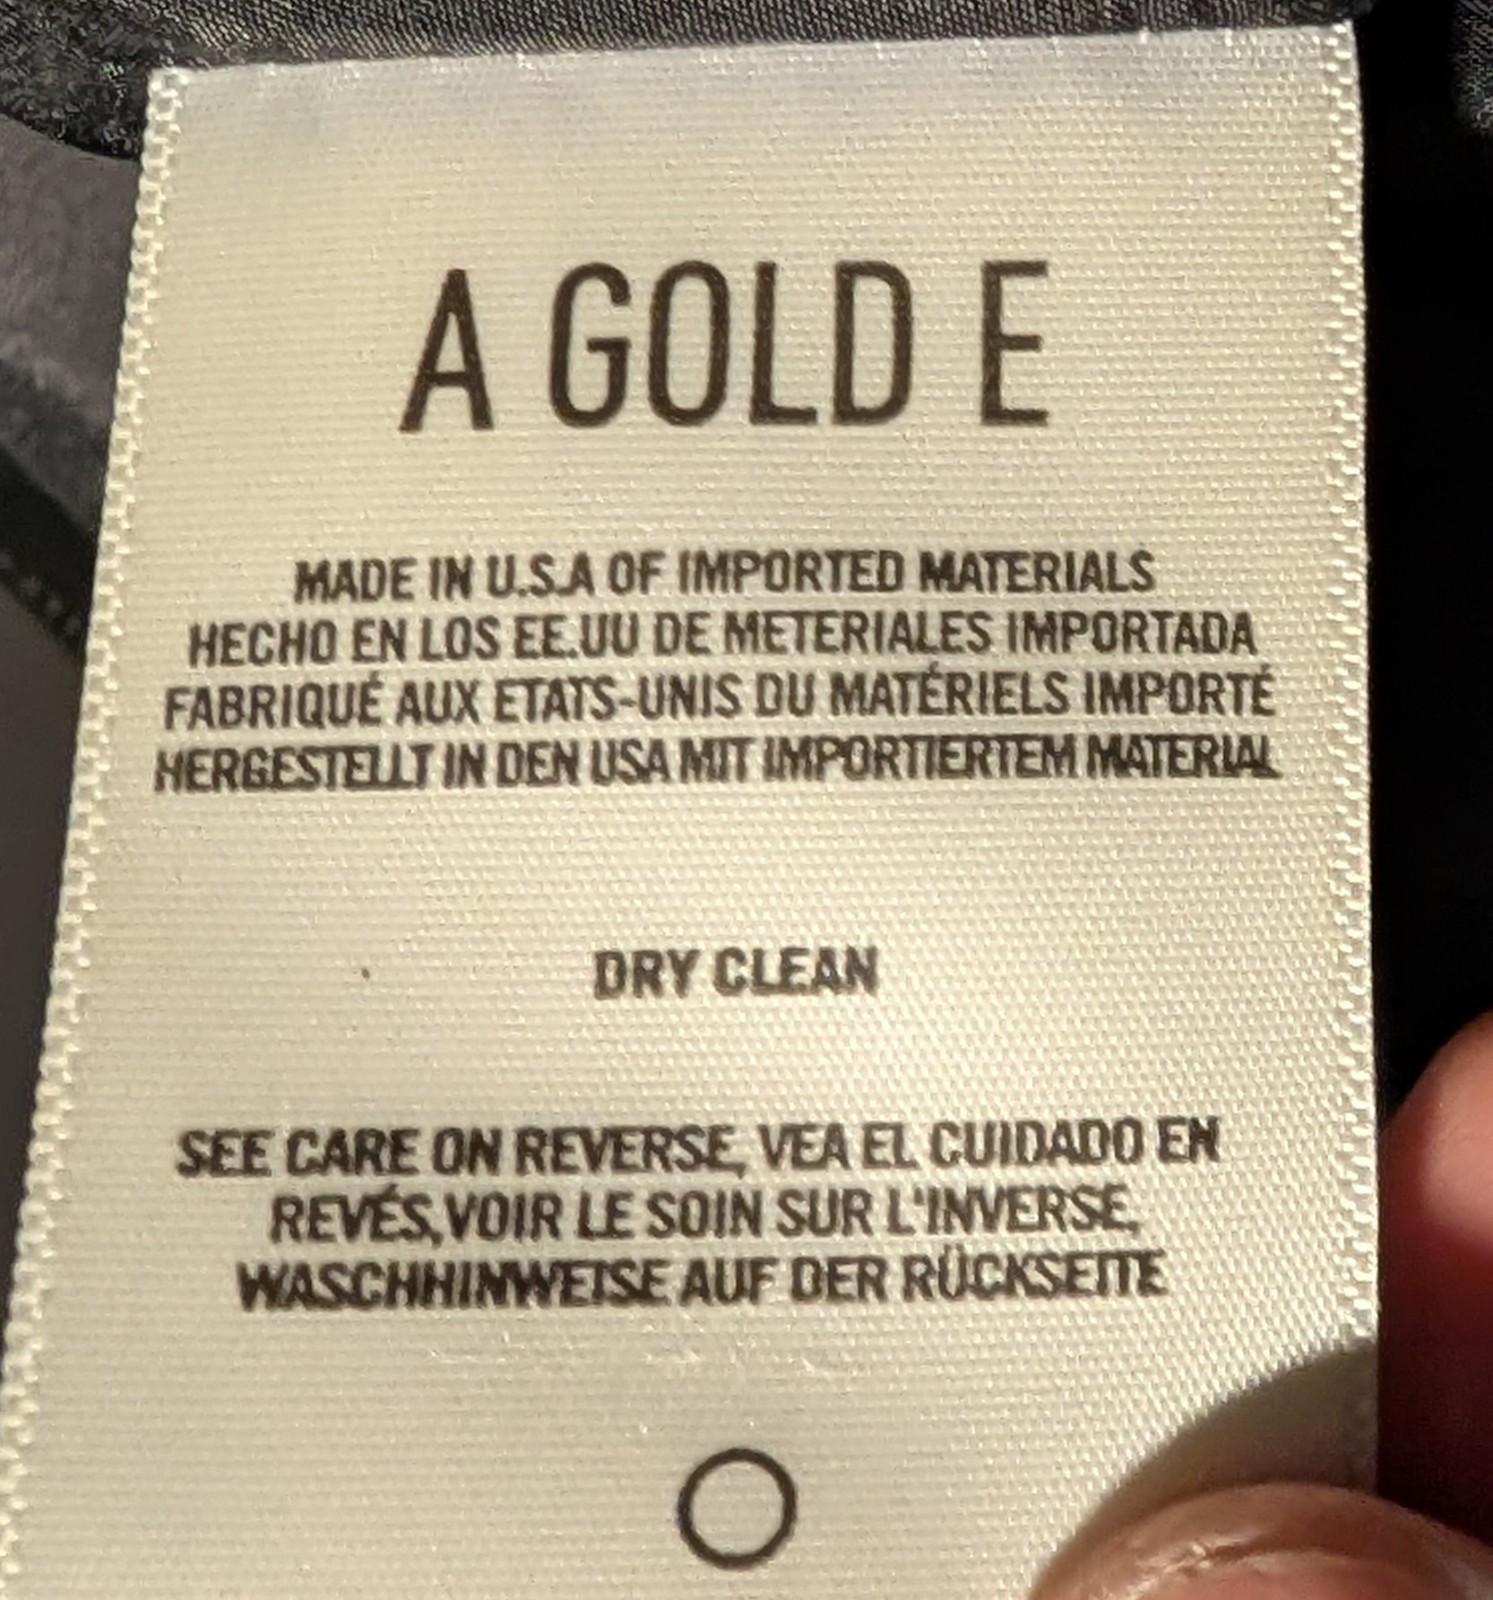 A GOLD E
MADE IN U.S.A OF IMPORTED MATERIALS
HECHO EN LOS EE.UU DE METERIALES IMPORTADA
FABRIQUÉ AUX ETATS-UNIS DU MATÉRIELS IMPORTÉ
HERGESTELLT IN DEN USA MIT IMPORTIERTEM MATERIAL
DRY CLEAN
SEE CARE ON REVERSE, VEA EL CUIDADO EN
REVÉS,VOIR LE SOIN SUR L'INVERSE,
WASCHHINWEISE AUF DER RÜCKSEITE